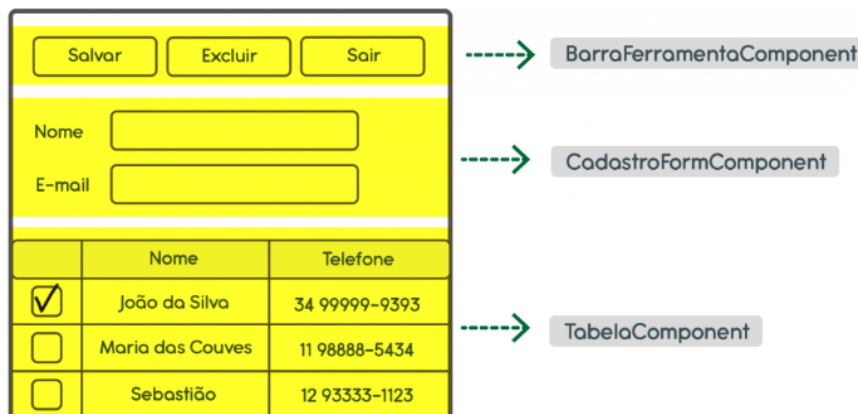 Salvar Excluir Sair BarraFerramentaComponent
Nome
E-mail
CadastroFormComponent
Nome Telefone
João da Silva 34 99999-9393
Maria das Couves 11 98888-5434
TabelaComponent
Sebastião 12 93333-1123